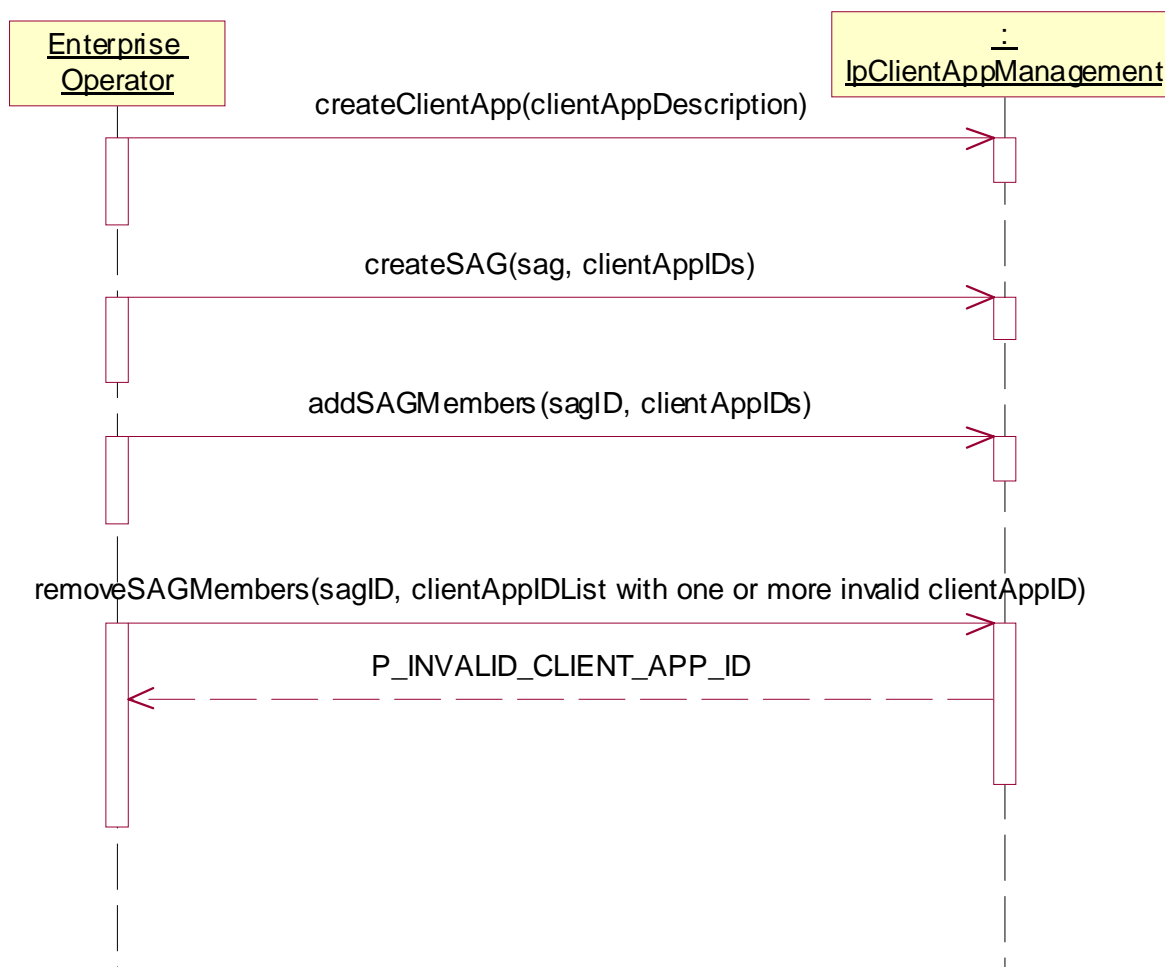 Enterprise
Operator
:
IpClientAppManagement
createClientApp(clientAppDescription)
createSAG(sag, clientAppIDs)
addSAGMembers(sagID, clientAppIDs)
removeSAGMembers(sagID, clientAppIDList with one or more invalid clientAppID)
P_INVALID_CLIENT_APP_ID